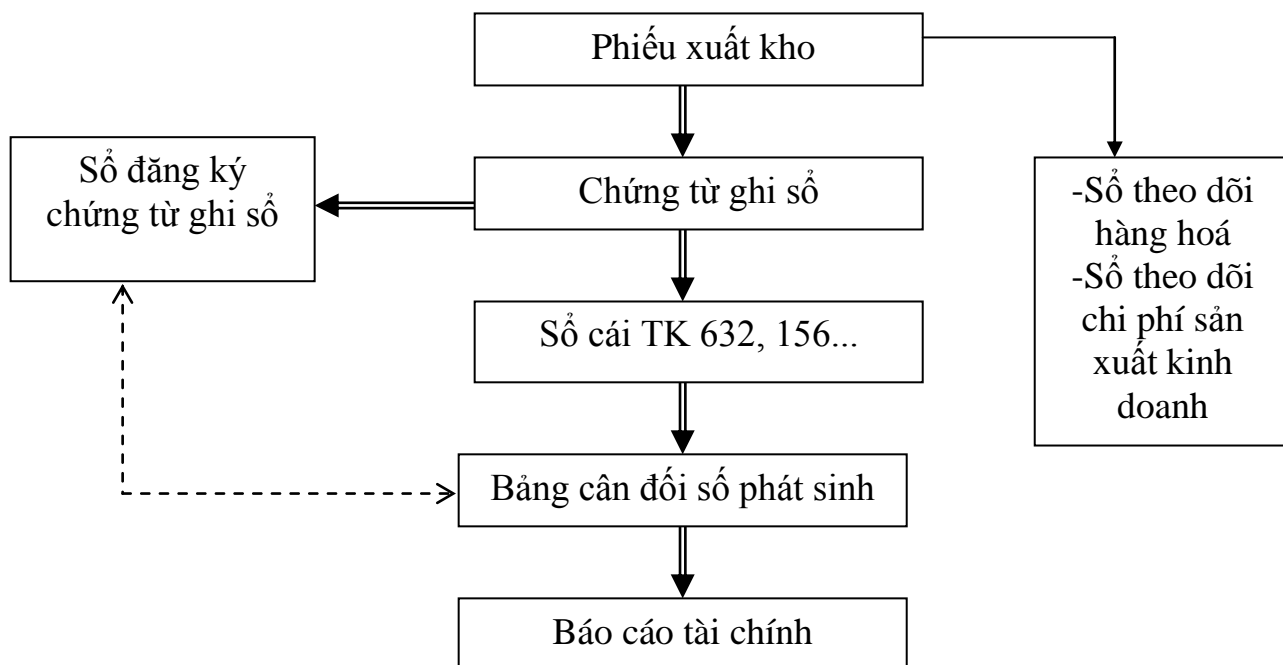 Phiếu xuất kho
Sổ đăng ký
chứng từ ghi sổ
Chứng từ ghi sổ
-Sổ theo dõi
hàng hoá
-Sổ theo dõi
chi phí sản
xuất kinh
doanh
Sổ cái TK 632, 156...
Bảng cân đối số phát sinh
Báo cáo tài chính